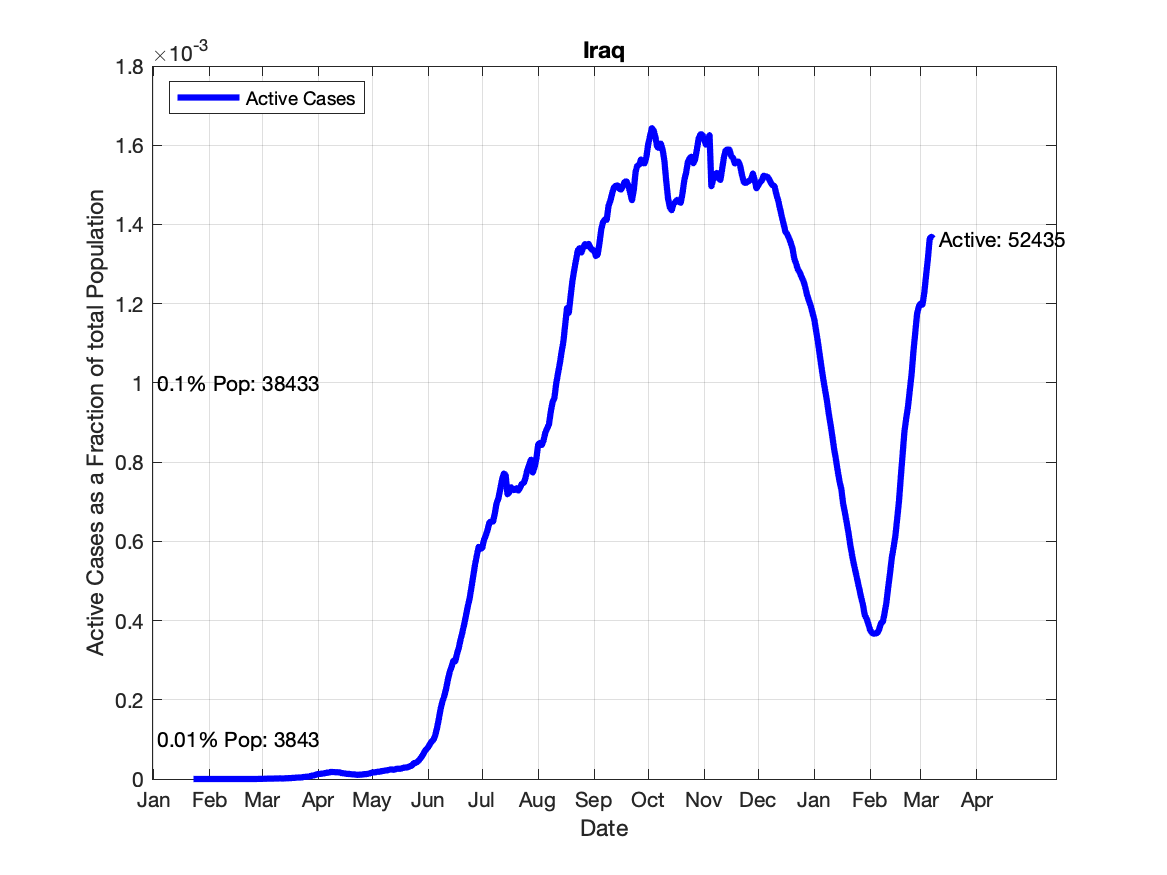 Iraq
×10-3
1.8
1.6
1.4
1.2
1
0.8
0.6
0.4
0.2
0
Active Cases
Active: 52435
0.1% Pop: 38433
0.01% Pop: 3843
Active Cases as a Fraction of total Population
Jan Feb Mar Apr May Jun Jul Aug Sep Oct Nov Dec Jan Feb Mar Apr
Date